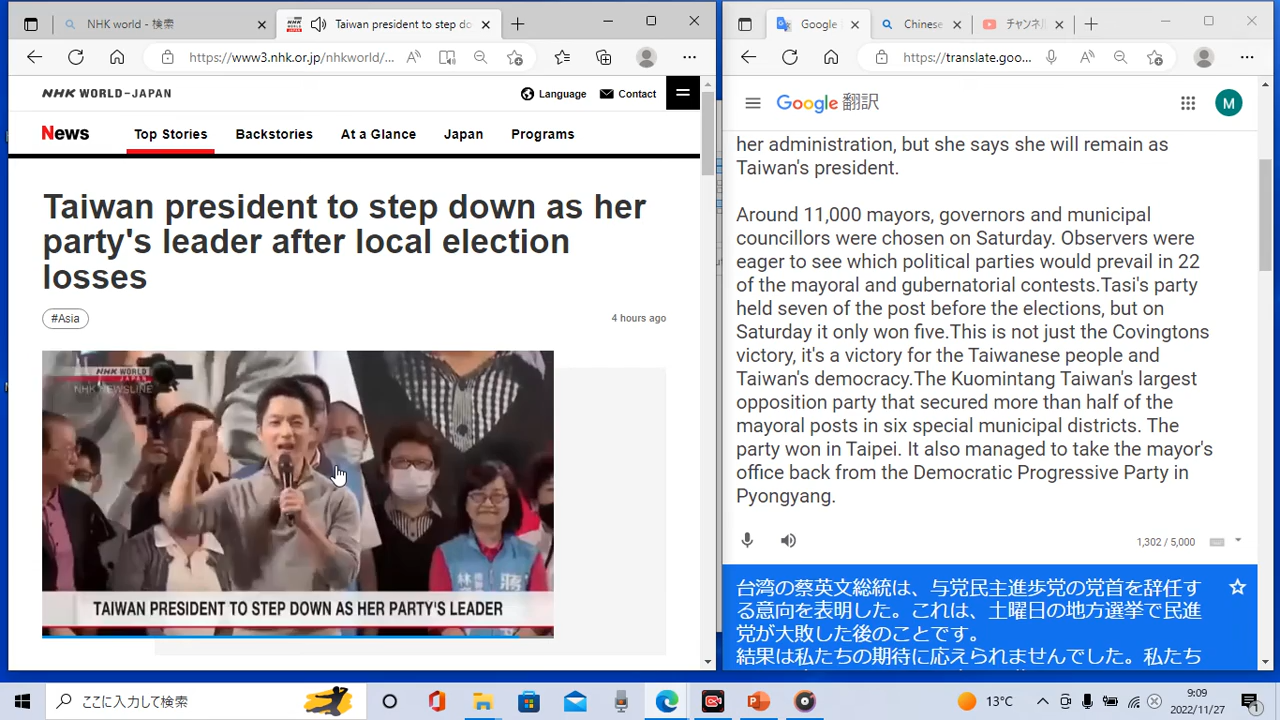 NHK world - 検索
Taiwan president to step do
https://www3.nhk.or.jp/nhkworld/...
NHK WORLD-JAPAN
Language
Contact
News
Top Stories
Backstories
At a Glance
Japan
Programs
Taiwan president to step down as her
party's leader after local election
losses
#Asia
4 hours ago
NHK WORLD
JAPAN
NHK NEWSLINE
TAIWAN PRESIDENT TO STEP DOWN AS HER PARTY'S LEADER
Google
Chinese
チャンネル
https://translate.goo...
Google 翻訳
M
her administration, but she says she will remain as
Taiwan's president.
Around 11,000 mayors, governors and municipal
councillors were chosen on Saturday. Observers were
eager to see which political parties would prevail in 22
of the mayoral and gubernatorial contests.Tasi's party
held seven of the post before the elections, but on
Saturday it only won five.This is not just the Covingtons
victory, it's a victory for the Taiwanese people and
Taiwan's democracy.The Kuomintang Taiwan's largest
opposition party that secured more than half of the
mayoral posts in six special municipal districts. The
party won in Taipei. It also managed to take the mayor's
office back from the Democratic Progressive Party in
Pyongyang.
1,302 / 5,000
台湾の蔡英文総統は、与党民主進歩党の党首を辞任す
る意向を表明した。これは、土曜日の地方選挙で民進
党が大敗した後のことです。
結果は私たちの期待に応えられませんでした。私たち
ここに入力して検索
13°C
9:09
2022/11/27